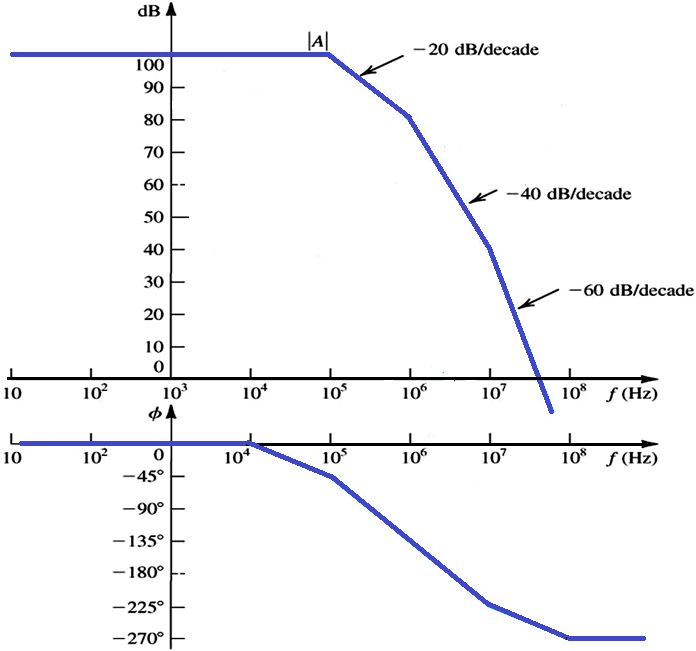 dB
|A|
−20 dB/decade
100
90
80
70
60
−40 dB/decade
50
40
30
−60 dB/decade
20
10
0
10 10² 10³ 10⁴ 10⁵ 10⁶ 10⁷ 10⁸ f (Hz)
ϕ
10 10² 0 10⁴ 10⁵ 10⁶ 10⁷ 10⁸ f (Hz)
−45°
−90°
−135°
−180°
−225°
−270°